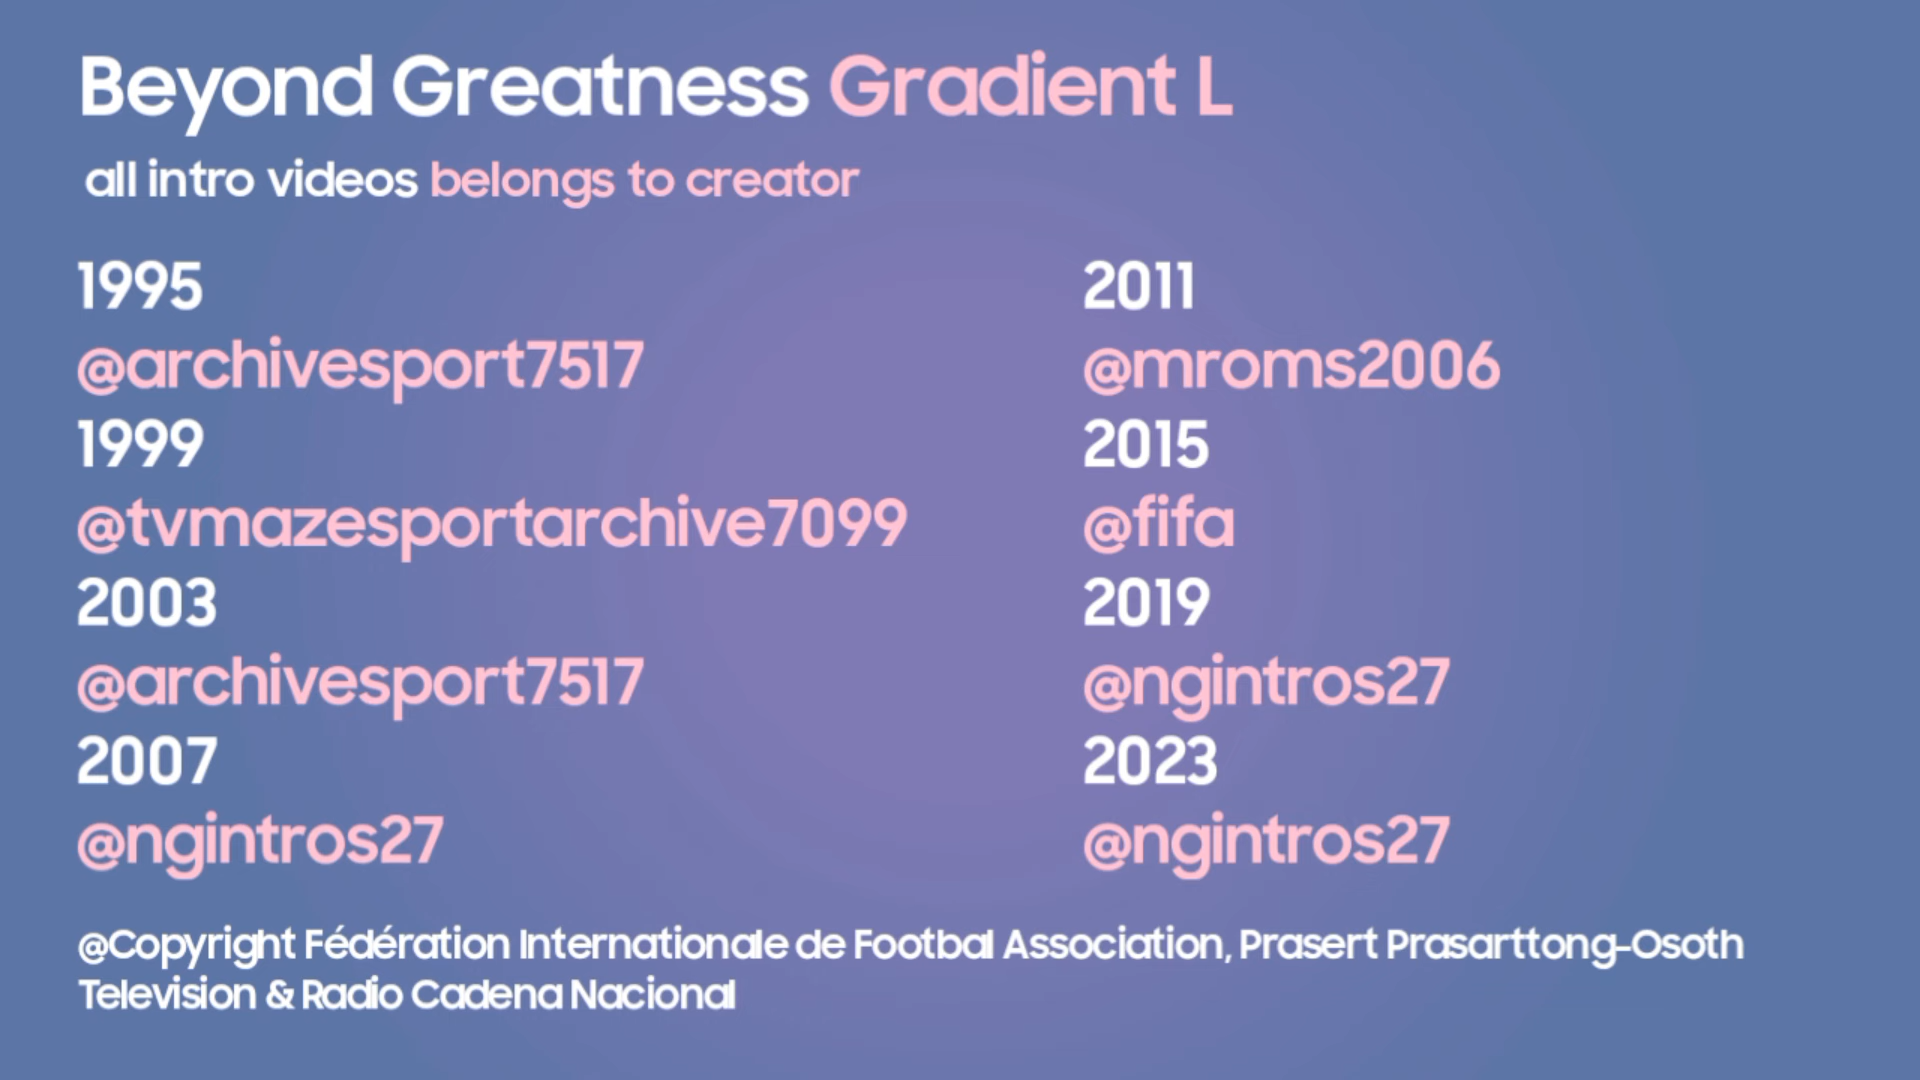 Beyond Greatness Gradient L
all intro videos belongs to creator
1995
@archivesport7517
1999
@tvmazesportarchive7099
2003
@archivesport7517
2007
@ngintros27
2011
@mroms2006
2015
@fifa
2019
@ngintros27
2023
@ngintros27
@Copyright Fédération Internationale de Footbal Association, Prasert Prasarttong-Osoth
Television & Radio Cadena Nacional